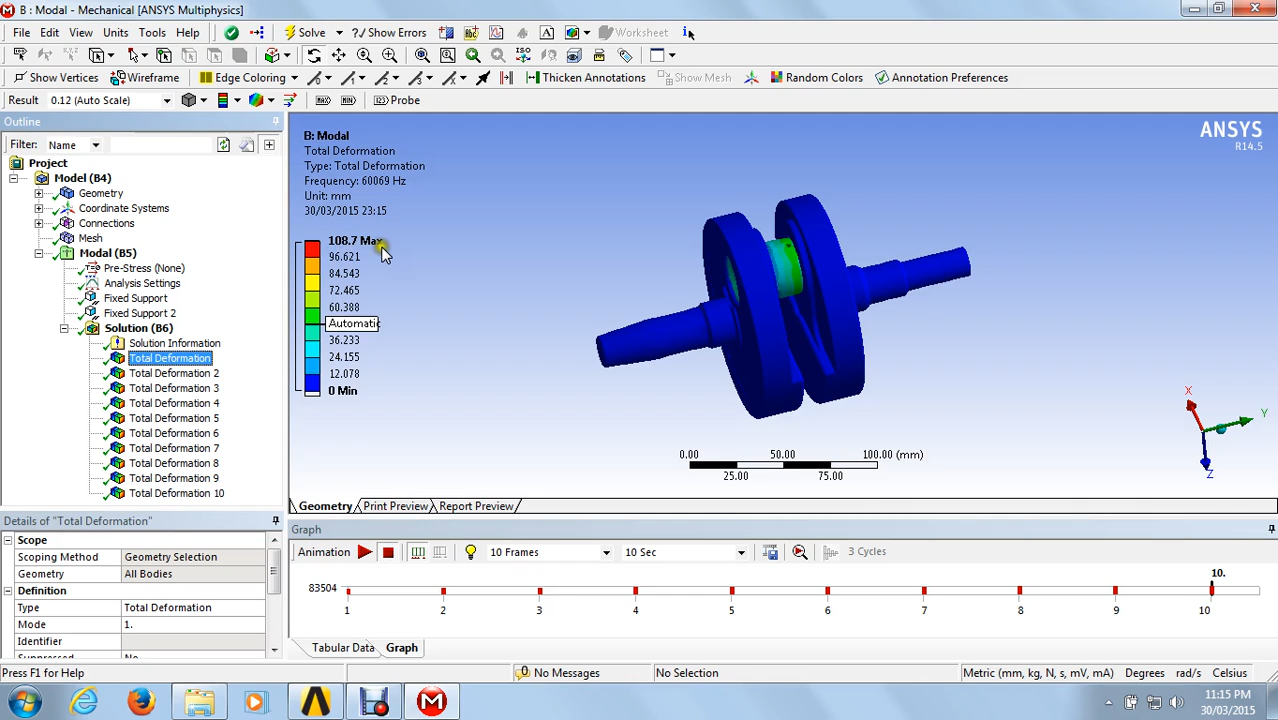 B : Modal - Mechanical [ANSYS Multiphysics]
File Edit View Units Tools Help Solve Show Errors Worksheet
Show Vertices Wireframe Edge Coloring Thicken Annotations Show Mesh Random Colors Annotation Preferences
Result 0.12 (Auto Scale) MAX MIN Probe
Outline
Filter: Name
Project
Model (B4)
Geometry
Coordinate Systems
Connections
Mesh
Modal (B5)
Pre-Stress (None)
Analysis Settings
Fixed Support
Fixed Support 2
Solution (B6)
Solution Information
Total Deformation
Total Deformation 2
Total Deformation 3
Total Deformation 4
Total Deformation 5
Total Deformation 6
Total Deformation 7
Total Deformation 8
Total Deformation 9
Total Deformation 10
Details of "Total Deformation"
Scope
Scoping Method Geometry Selection
Geometry All Bodies
Definition
Type Total Deformation
Mode 1.
Identifier
B: Modal
Total Deformation
Type: Total Deformation
Frequency: 60069 Hz
Unit: mm
30/03/2015 23:15
108.7 Max
96.621
84.543
72.465
60.388
Automatic
36.233
24.155
12.078
0 Min
ANSYS
R14.5
X
Y
Z
0.00 50.00 100.00 (mm)
25.00 75.00
Geometry Print Preview Report Preview
Graph
Animation 10 Frames 10 Sec 3 Cycles
10.
83504
1 2 3 4 5 6 7 8 9 10
Tabular Data Graph
Press F1 for Help No Messages No Selection Metric (mm, kg, N, s, mV, mA) Degrees rad/s Celsius
11:15 PM
30/03/2015